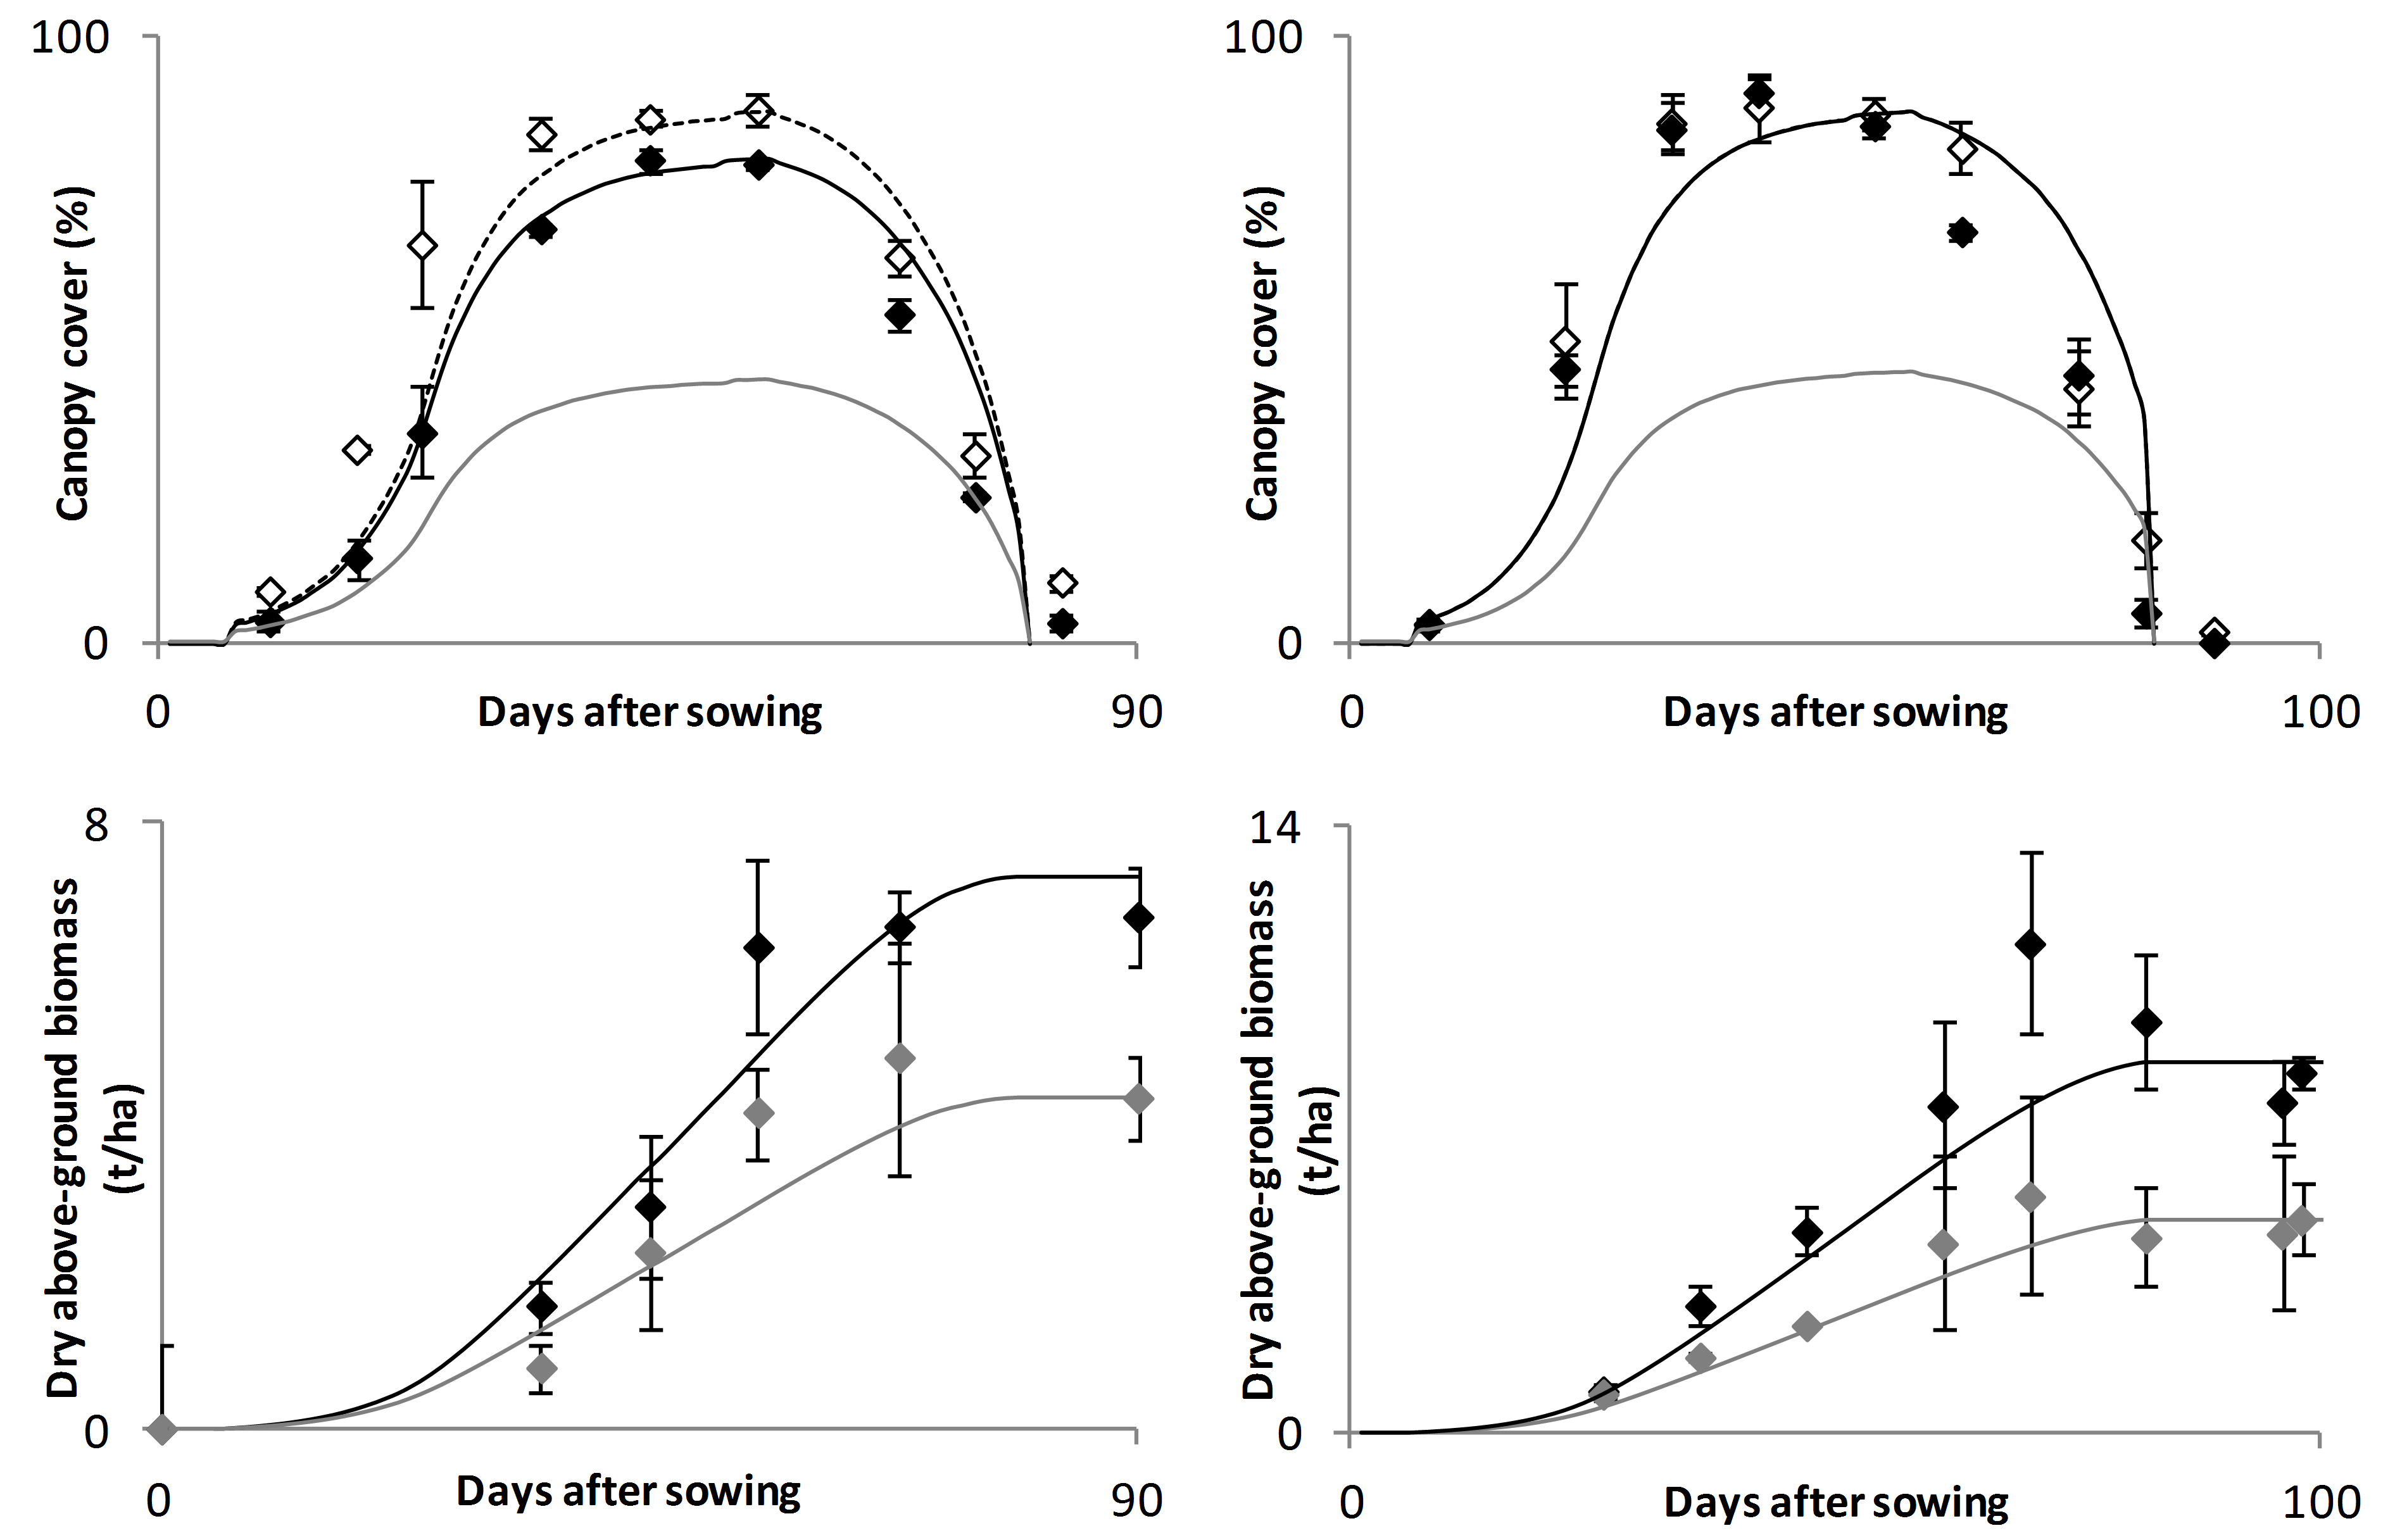 100
Canopy cover (%)
0
0
Days after sowing
90
100
Canopy cover (%)
0
0
Days after sowing
100
8
Dry above-ground biomass
(t/ha)
0
0
Days after sowing
90
14
Dry above-ground biomass
(t/ha)
0
0
Days after sowing
100